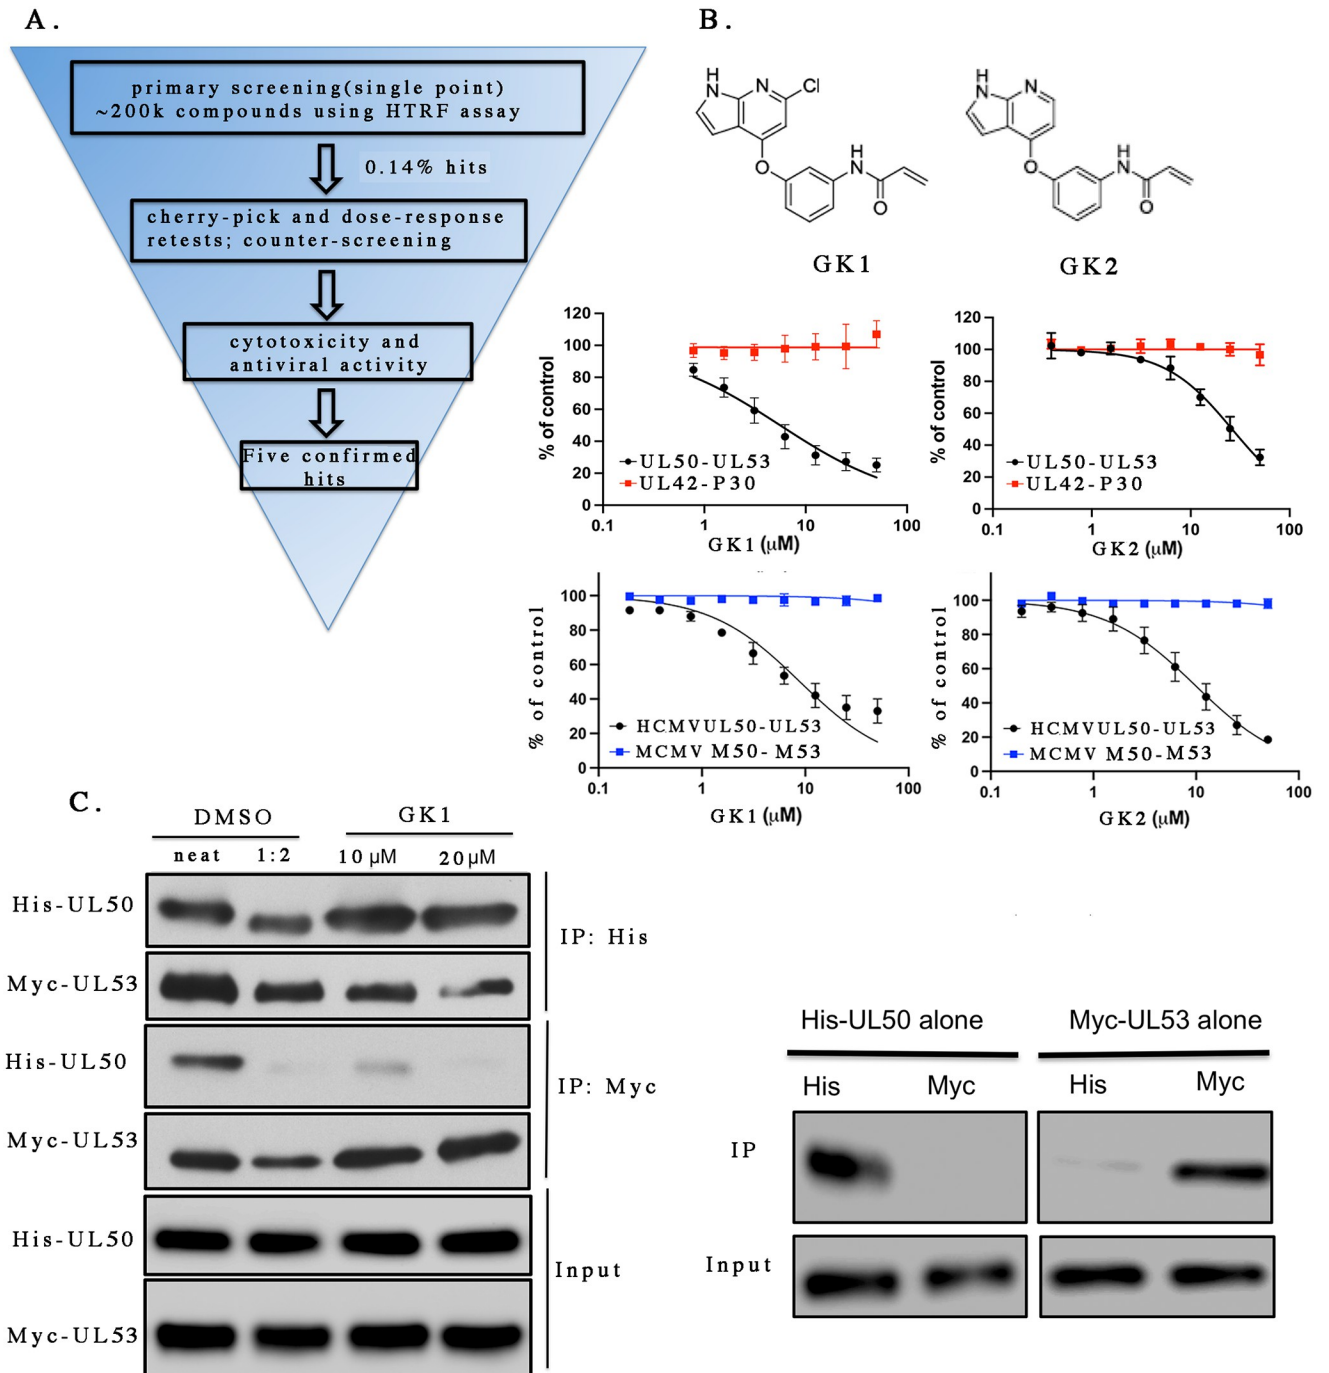 A.
primary screening(single point)
~200k compounds using HTRF assay
0.14% hits
cherry-pick and dose-response
retests; counter-screening
cytotoxicity and
antiviral activity
Five confirmed
hits
B.
H
N
N
Cl
O
H
N
O
GK1
H
N
N
O
H
N
O
GK2
120
100
80
60
40
20
0
% of control
UL50-UL53
UL42-P30
0.1
1
10
100
GK1 (μM)
120
100
80
60
40
20
0
% of control
UL50-UL53
UL42-P30
0.1
1
10
100
GK2 (μM)
100
80
60
40
20
0
% of control
HCMVUL50-UL53
MCMV M50-M53
0.1
1
10
100
GK1 (μM)
100
80
60
40
20
0
% of control
HCMVUL50-UL53
MCMV M50-M53
0.1
1
10
100
GK2 (μM)
C.
DMSO
GK1
neat
1:2
10 μM
20 μM
His-UL50
Myc-UL53
IP: His
His-UL50
Myc-UL53
IP: Myc
His-UL50
Myc-UL53
Input
His-UL50 alone
Myc-UL53 alone
His
Myc
His
Myc
IP
Input